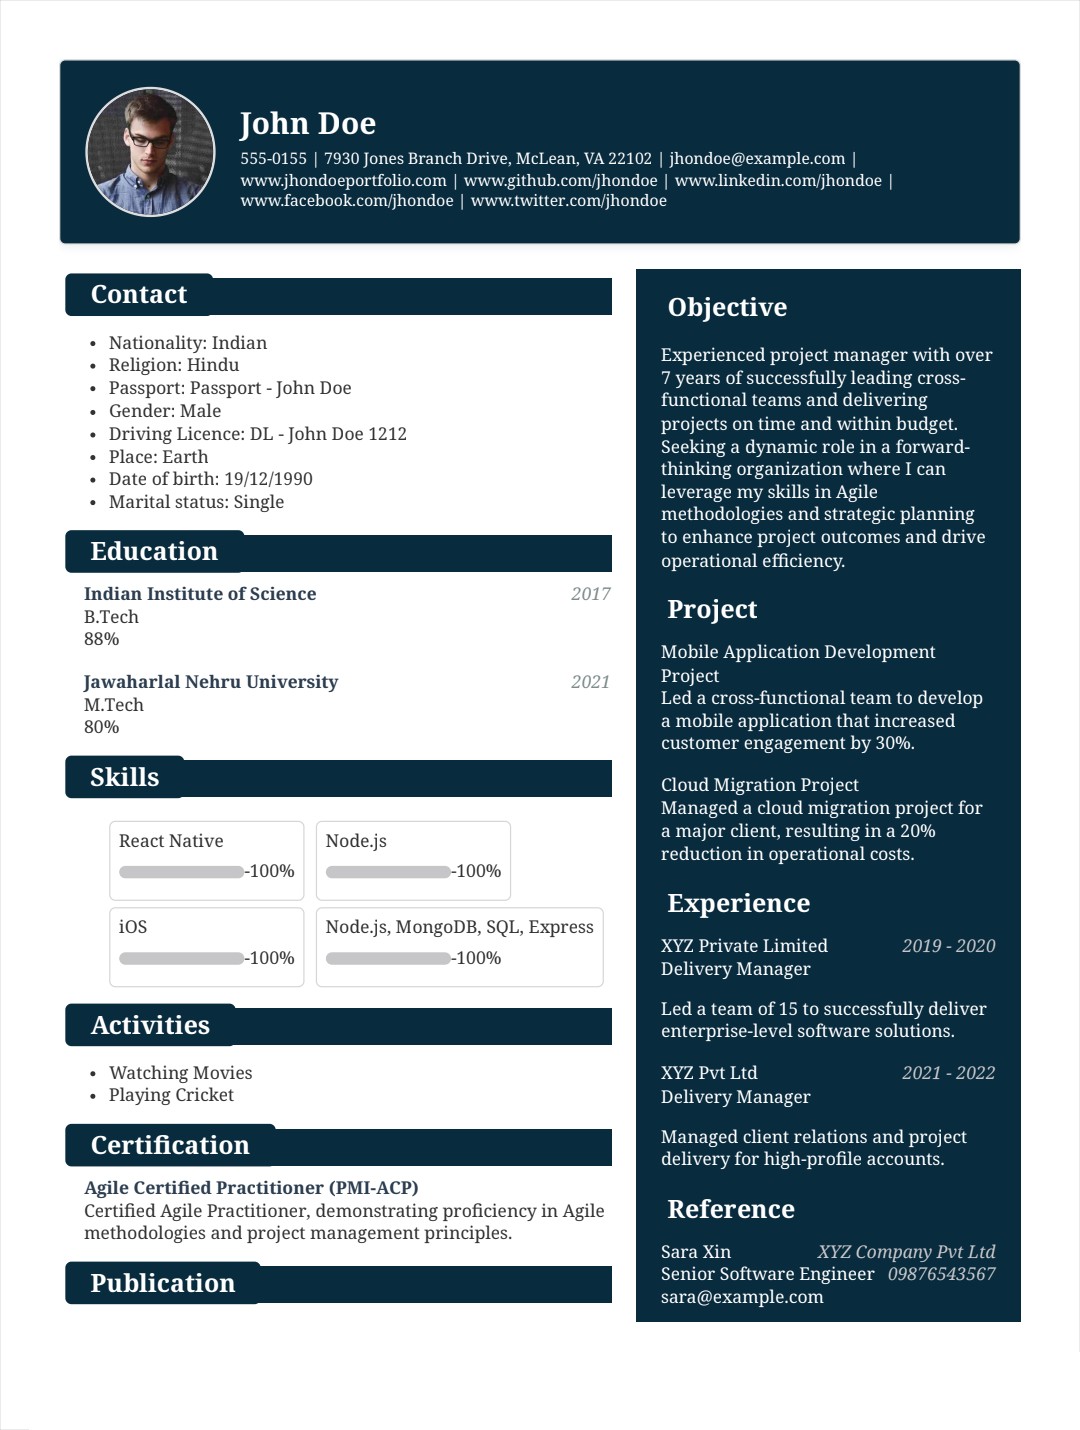 John Doe
555-0155 | 7930 Jones Branch Drive, McLean, VA 22102 | jhondoe@example.com |
www.jhondoeportfolio.com | www.github.com/jhondoe | www.linkedin.com/jhondoe |
www.facebook.com/jhondoe | www.twitter.com/jhondoe
Contact
• Nationality: Indian
• Religion: Hindu
• Passport: Passport - John Doe
• Gender: Male
• Driving Licence: DL - John Doe 1212
• Place: Earth
• Date of birth: 19/12/1990
• Marital status: Single
Education
Indian Institute of Science 2017
B.Tech
88%
Jawaharlal Nehru University 2021
M.Tech
80%
Skills
React Native
-100%
Node.js
-100%
iOS
-100%
Node.js, MongoDB, SQL, Express
-100%
Activities
• Watching Movies
• Playing Cricket
Certification
Agile Certified Practitioner (PMI-ACP)
Certified Agile Practitioner, demonstrating proficiency in Agile
methodologies and project management principles.
Publication
Objective
Experienced project manager with over
7 years of successfully leading cross-
functional teams and delivering
projects on time and within budget.
Seeking a dynamic role in a forward-
thinking organization where I can
leverage my skills in Agile
methodologies and strategic planning
to enhance project outcomes and drive
operational efficiency.
Project
Mobile Application Development
Project
Led a cross-functional team to develop
a mobile application that increased
customer engagement by 30%.
Cloud Migration Project
Managed a cloud migration project for
a major client, resulting in a 20%
reduction in operational costs.
Experience
XYZ Private Limited 2019 - 2020
Delivery Manager
Led a team of 15 to successfully deliver
enterprise-level software solutions.
XYZ Pvt Ltd 2021 - 2022
Delivery Manager
Managed client relations and project
delivery for high-profile accounts.
Reference
Sara Xin XYZ Company Pvt Ltd
Senior Software Engineer 09876543567
sara@example.com